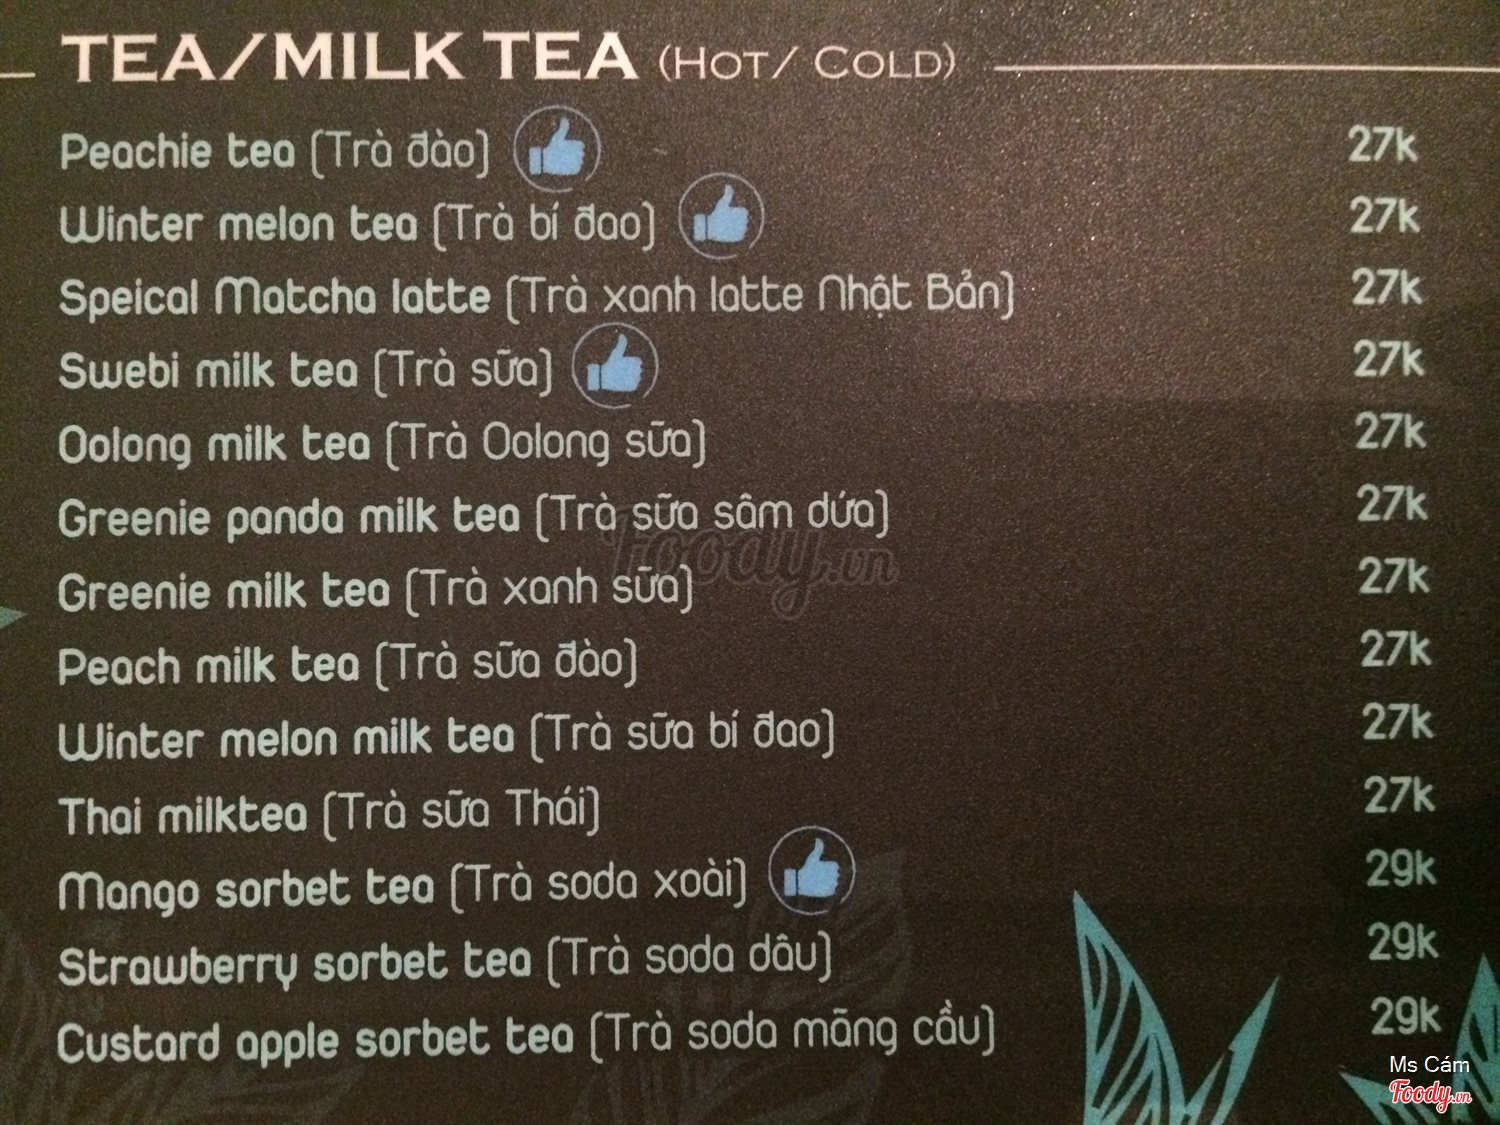 TEA/MILK TEA (HOT/ COLD)
Peachie tea (Trà đào) 27k
Winter melon tea (Trà bí đao) 27k
Speical Matcha latte (Trà xanh latte Nhật Bản) 27k
Swebi milk tea (Trà sữa) 27k
Oolong milk tea (Trà Oolong sữa) 27k
Greenie panda milk tea (Trà sữa sâm dứa) 27k
Greenie milk tea (Trà xanh sữa) 27k
Peach milk tea (Trà sữa đào) 27k
Winter melon milk tea (Trà sữa bí đao) 27k
Thai milktea (Trà sữa Thái) 27k
Mango sorbet tea (Trà soda xoài) 29k
Strawberry sorbet tea (Trà soda dâu) 29k
Custard apple sorbet tea (Trà soda mãng cầu) 29k
Foody.vn
Ms Cám
Foody.vn